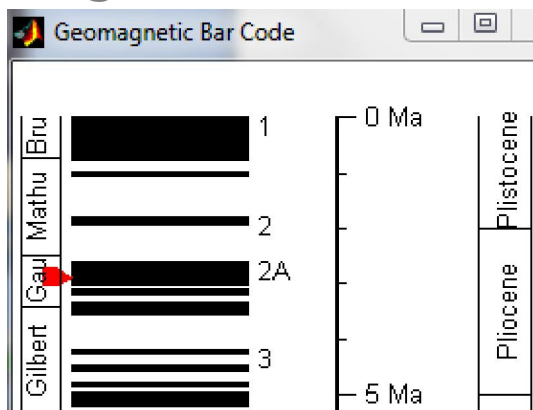 Geomagnetic Bar Code
Bru
Mathu
Gau
Gilbert
1
2
2A
3
0 Ma
5 Ma
Plistocene
Pliocene